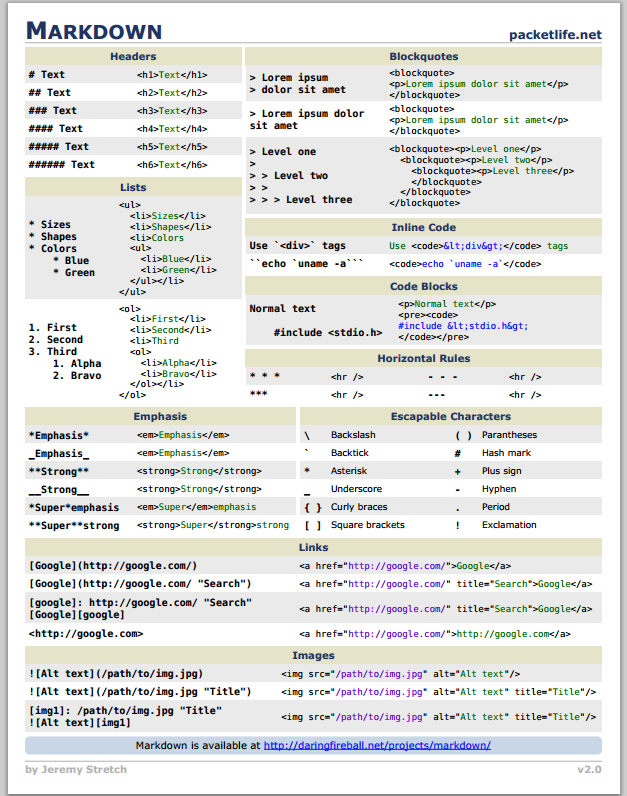 MARKDOWN
packetlife.net
Headers
# Text <h1>Text</h1>
## Text <h2>Text</h2>
### Text <h3>Text</h3>
#### Text <h4>Text</h4>
##### Text <h5>Text</h5>
###### Text <h6>Text</h6>
Lists
* Sizes
* Shapes
* Colors
    * Blue
    * Green
<ul>
  <li>Sizes</li>
  <li>Shapes</li>
  <li>Colors
  <ul>
    <li>Blue</li>
    <li>Green</li>
  </ul></li>
</ul>
1. First
2. Second
3. Third
    1. Alpha
    2. Bravo
<ol>
  <li>First</li>
  <li>Second</li>
  <li>Third
  <ol>
    <li>Alpha</li>
    <li>Bravo</li>
  </ol></li>
</ol>
Blockquotes
> Lorem ipsum
> dolor sit amet
<blockquote>
<p>Lorem ipsum dolor sit amet</p>
</blockquote>
> Lorem ipsum dolor
sit amet
<blockquote>
<p>Lorem ipsum dolor sit amet</p>
</blockquote>
> Level one
>
> > Level two
> >
> > > Level three
<blockquote><p>Level one</p>
  <blockquote><p>Level two</p>
    <blockquote><p>Level three</p>
    </blockquote>
  </blockquote>
</blockquote>
Inline Code
Use `<div>` tags Use <code>&lt;div&gt;</code> tags
``echo `uname -a``` <code>echo `uname -a`</code>
Code Blocks
Normal text

    #include <stdio.h>
<p>Normal text</p>
<pre><code>
#include &lt;stdio.h&gt;
</code></pre>
Horizontal Rules
* * * <hr /> - - - <hr />
*** <hr /> --- <hr />
Emphasis
*Emphasis* <em>Emphasis</em>
_Emphasis_ <em>Emphasis</em>
**Strong** <strong>Strong</strong>
__Strong__ <strong>Strong</strong>
*Super*emphasis <em>Super</em>emphasis
**Super**strong <strong>Super</strong>strong
Escapable Characters
\ Backslash ( ) Parantheses
` Backtick # Hash mark
* Asterisk + Plus sign
_ Underscore - Hyphen
{ } Curly braces . Period
[ ] Square brackets ! Exclamation
Links
[Google](http://google.com/) <a href="http://google.com/">Google</a>
[Google](http://google.com/ "Search") <a href="http://google.com/" title="Search">Google</a>
[google]: http://google.com/ "Search"
[Google][google]
<a href="http://google.com/" title="Search">Google</a>
<http://google.com> <a href="http://google.com/">http://google.com</a>
Images
![Alt text](/path/to/img.jpg) <img src="/path/to/img.jpg" alt="Alt text"/>
![Alt text](/path/to/img.jpg "Title") <img src="/path/to/img.jpg" alt="Alt text" title="Title"/>
[img1]: /path/to/img.jpg "Title"
![Alt text][img1]
<img src="/path/to/img.jpg" alt="Alt text" title="Title"/>
Markdown is available at http://daringfireball.net/projects/markdown/
by Jeremy Stretch
v2.0